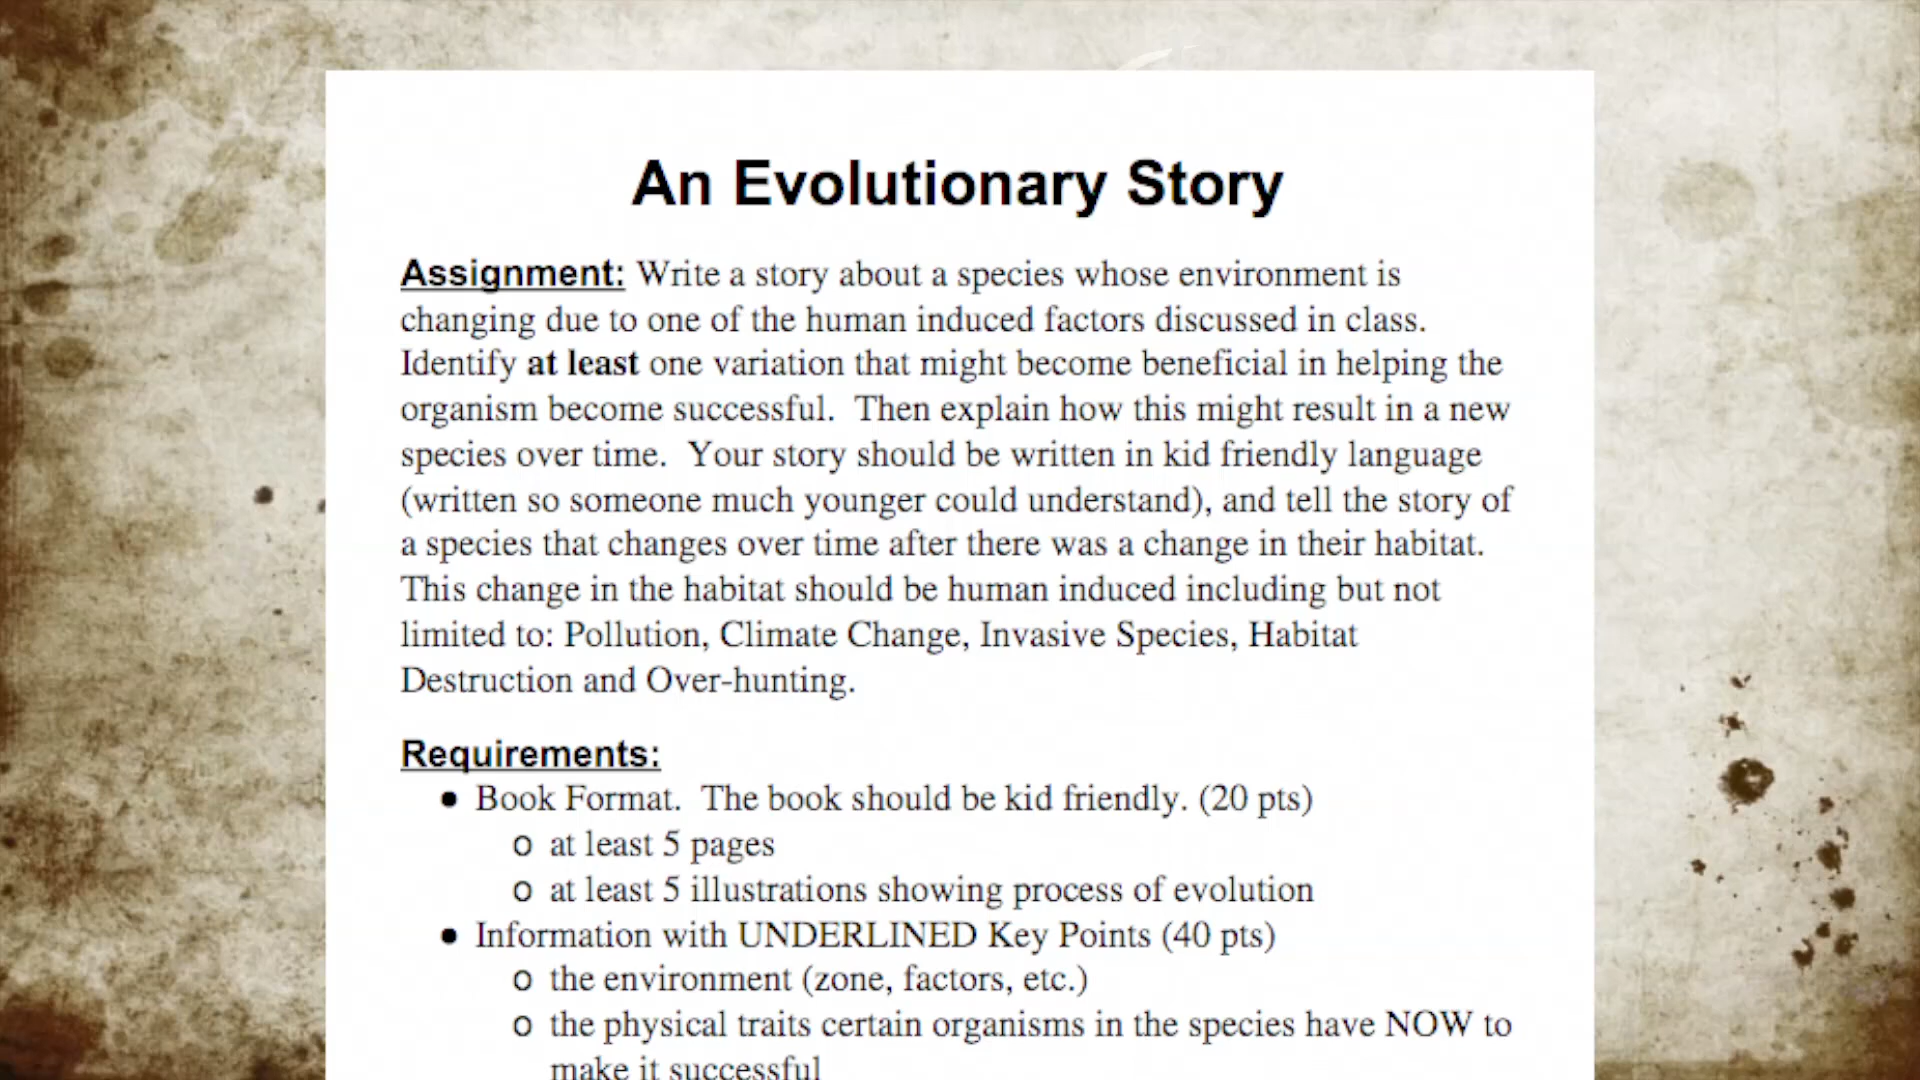 An Evolutionary Story
Assignment: Write a story about a species whose environment is
changing due to one of the human induced factors discussed in class.
Identify at least one variation that might become beneficial in helping the
organism become successful.  Then explain how this might result in a new
species over time.  Your story should be written in kid friendly language
(written so someone much younger could understand), and tell the story of
a species that changes over time after there was a change in their habitat.
This change in the habitat should be human induced including but not
limited to: Pollution, Climate Change, Invasive Species, Habitat
Destruction and Over-hunting.
Requirements:
● Book Format.  The book should be kid friendly. (20 pts)
o at least 5 pages
o at least 5 illustrations showing process of evolution
● Information with UNDERLINED Key Points (40 pts)
o the environment (zone, factors, etc.)
o the physical traits certain organisms in the species have NOW to
make it successful